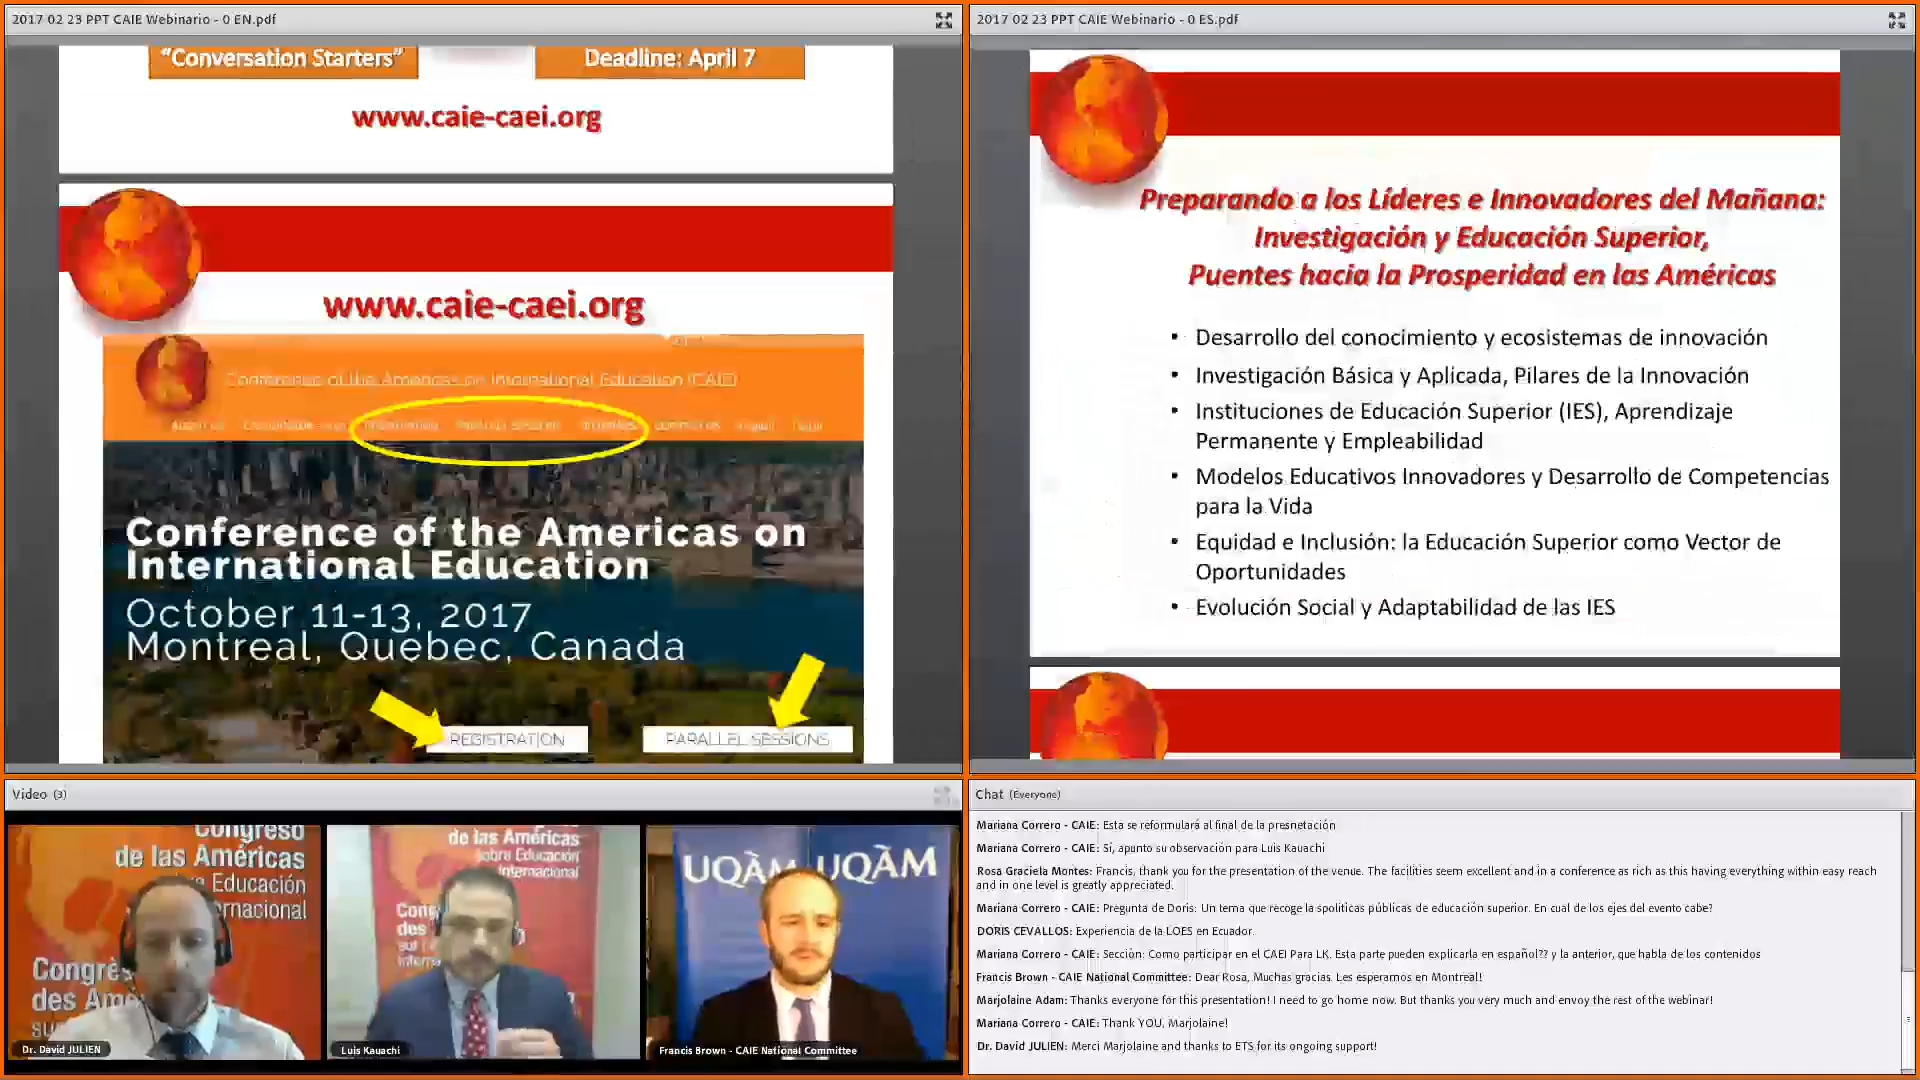 2017 02 23 PPT CAIE Webinario - 0 EN.pdf
“Conversation Starters”
Deadline: April 7
www.caie-caei.org
www.caie-caei.org
Conference of the Americas on International Education (CAIE)
Conference of the Americas on
International Education
October 11-13, 2017
Montreal, Quebec, Canada
REGISTRATION
PARALLEL SESSIONS
2017 02 23 PPT CAIE Webinario - 0 ES.pdf
Preparando a los Líderes e Innovadores del Mañana:
Investigación y Educación Superior,
Puentes hacia la Prosperidad en las Américas
• Desarrollo del conocimiento y ecosistemas de innovación
• Investigación Básica y Aplicada, Pilares de la Innovación
• Instituciones de Educación Superior (IES), Aprendizaje
Permanente y Empleabilidad
• Modelos Educativos Innovadores y Desarrollo de Competencias
para la Vida
• Equidad e Inclusión: la Educación Superior como Vector de
Oportunidades
• Evolución Social y Adaptabilidad de las IES
Video (3)
Congreso
de las Américas
Educación
Congrès
des Amé
Dr. David JULIEN
de las Américas
sobre Educación
Internacional
Cong
des
Luis Kauachi
UQÀM UQÀM
Francis Brown - CAIE National Committee
Chat (Everyone)
Mariana Correro - CAIE: Esta se reformulará al final de la presnetación
Mariana Correro - CAIE: Sí, apunto su observación para Luis Kauachi
Rosa Graciela Montes: Francis, thank you for the presentation of the venue. The facilities seem excellent and in a conference as rich as this having everything within easy reach
and in one level is greatly appreciated.
Mariana Correro - CAIE: Pregunta de Doris: Un tema que recoge la spoliticas públicas de educación superior. En cual de los ejes del evento cabe?
DORIS CEVALLOS: Experiencia de la LOES en Ecuador.
Mariana Correro - CAIE: Sección: Como participar en el CAEI Para LK. Esta parte pueden explicarla en español?? y la anterior, que habla de los contenidos
Francis Brown - CAIE National Committee: Dear Rosa, Muchas gracias. Les esperamos en Montreal!
Marjolaine Adam: Thanks everyone for this presentation! I need to go home now. But thanks you very much and envoy the rest of the webinar!
Mariana Correro - CAIE: Thank YOU, Marjolaine!
Dr. David JULIEN: Merci Marjolaine and thanks to ETS for its ongoing support!